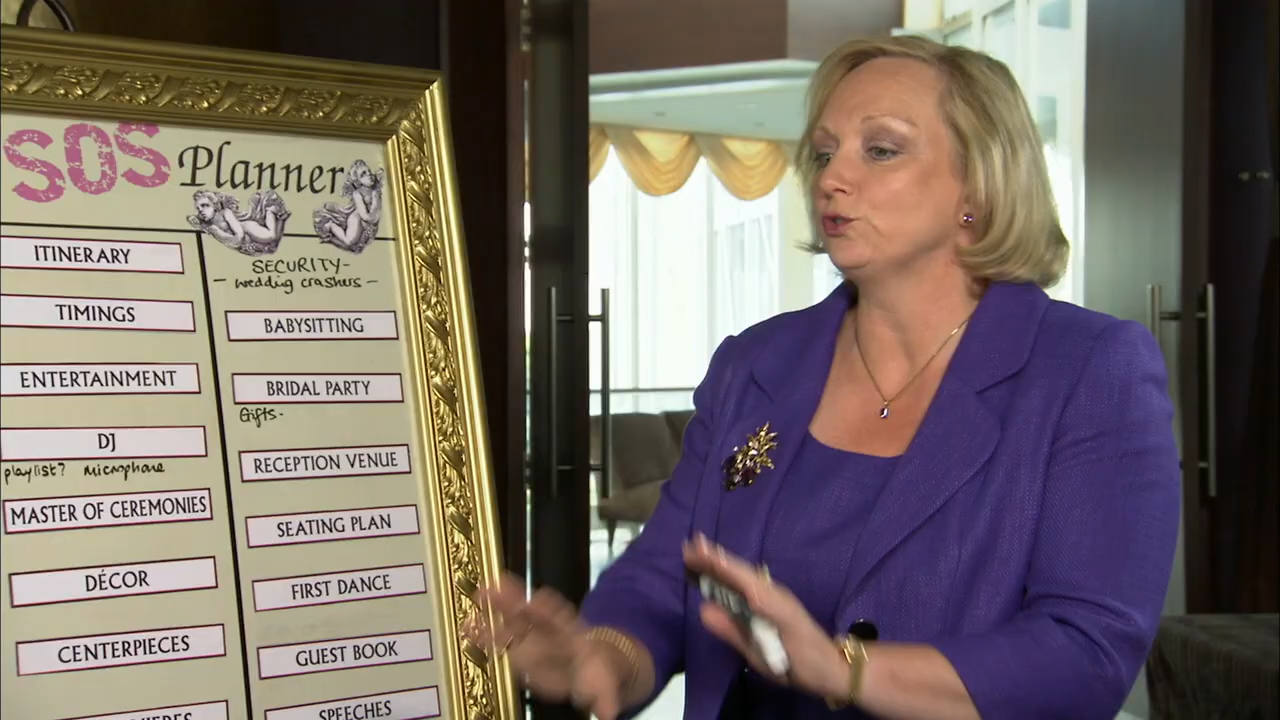 SOS Planner
ITINERARY
TIMINGS
ENTERTAINMENT
DJ
playlist? microphone
MASTER OF CEREMONIES
DÉCOR
CENTERPIECES
SECURITY-
- wedding crashers -
BABYSITTING
BRIDAL PARTY
Gifts-
RECEPTION VENUE
SEATING PLAN
FIRST DANCE
GUEST BOOK
SPEECHES